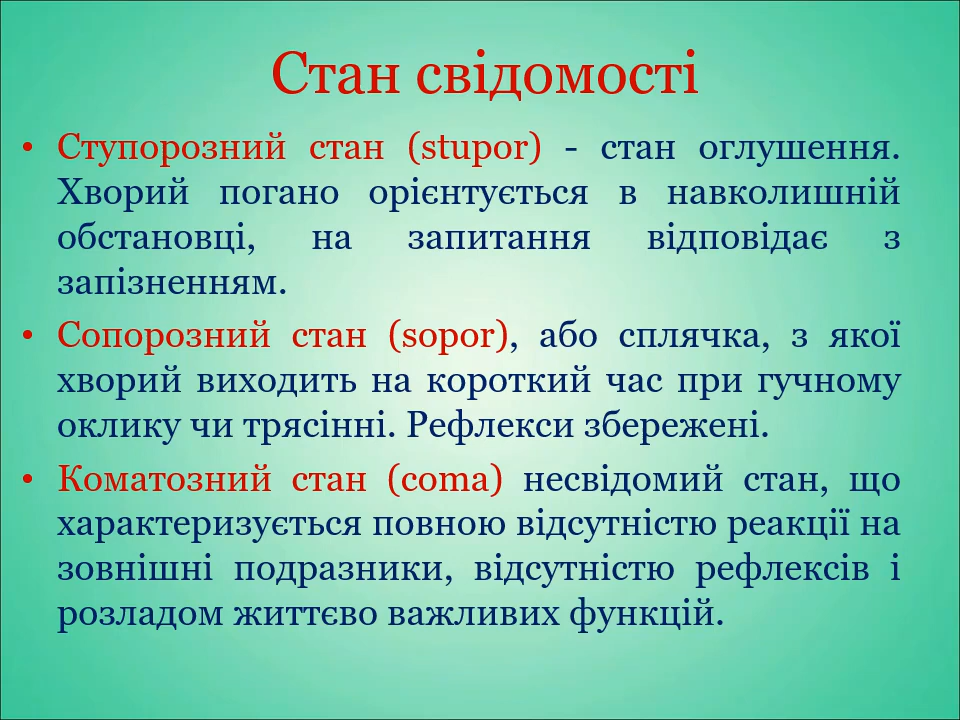 Стан свідомості
• Ступорозний стан (stupor) - стан оглушення.
Хворий погано орієнтується в навколишній
обстановці, на запитання відповідає з
запізненням.
• Сопорозний стан (sopor), або сплячка, з якої
хворий виходить на короткий час при гучному
оклику чи трясінні. Рефлекси збережені.
• Коматозний стан (coma) несвідомий стан, що
характеризується повною відсутністю реакції на
зовнішні подразники, відсутністю рефлексів і
розладом життєво важливих функцій.